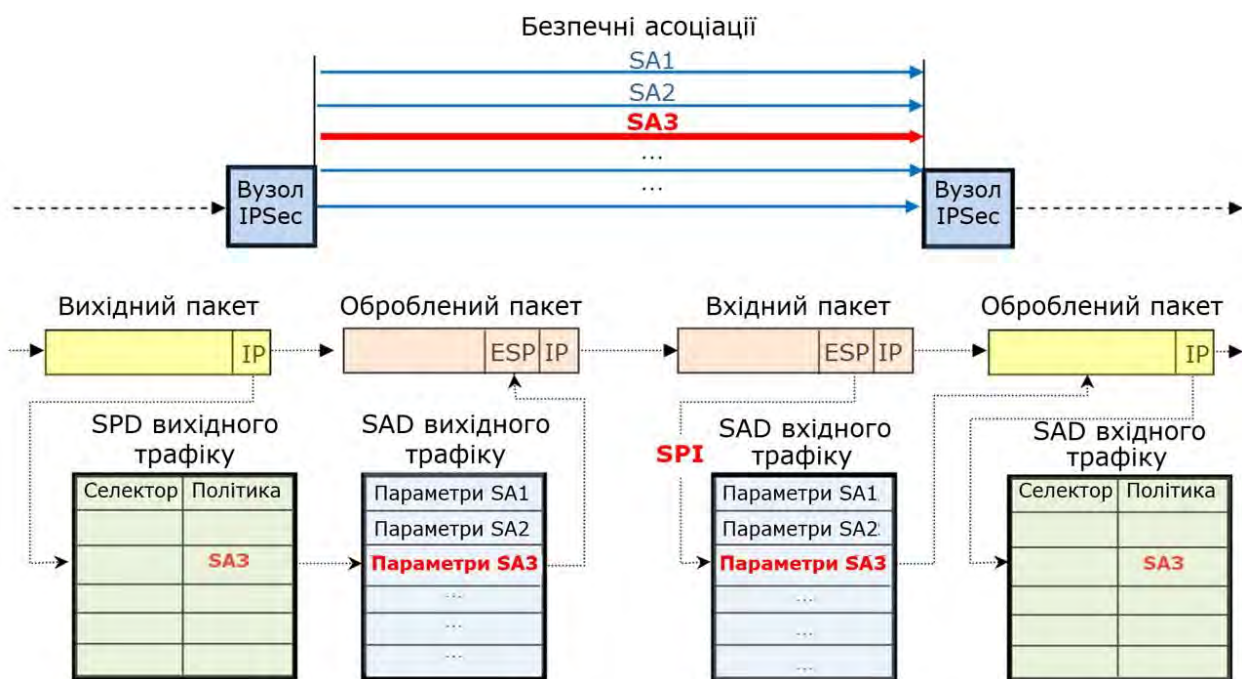 Безпечні асоціації
SA1
SA2
SA3
...
...
Вузол
IPSec
Вузол
IPSec
Вихідний пакет
Оброблений пакет
Вхідний пакет
Оброблений пакет
IP
ESP IP
ESP IP
IP
SPD вихідного
трафіку
SAD вихідного
трафіку
SPI
SAD вхідного
трафіку
SAD вхідного
трафіку
Селектор Політика
SA3
Параметри SA1
Параметри SA2
Параметри SA3
...
...
...
Параметри SA1
Параметри SA2
Параметри SA3
...
...
...
Селектор Політика
SA3